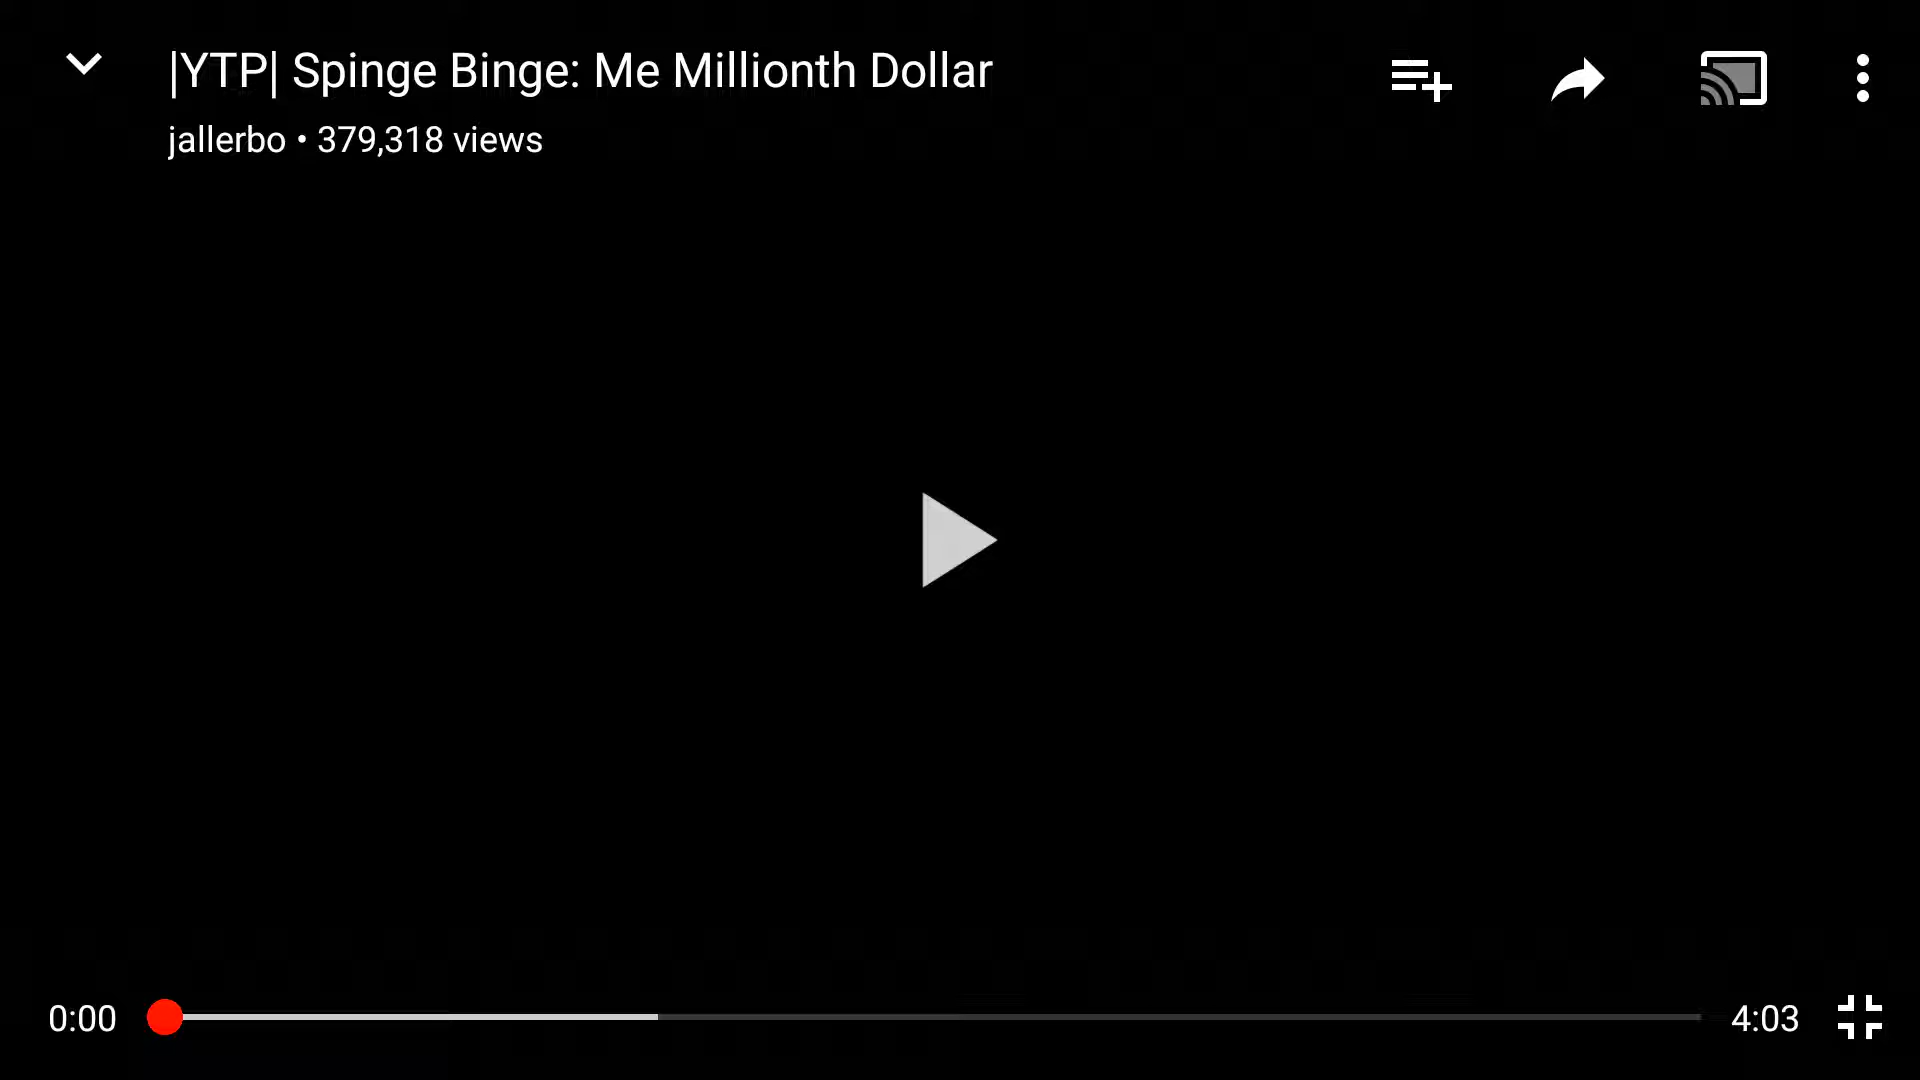 |YTP| Spinge Binge: Me Millionth Dollar
jallerbo • 379,318 views
0:00
4:03